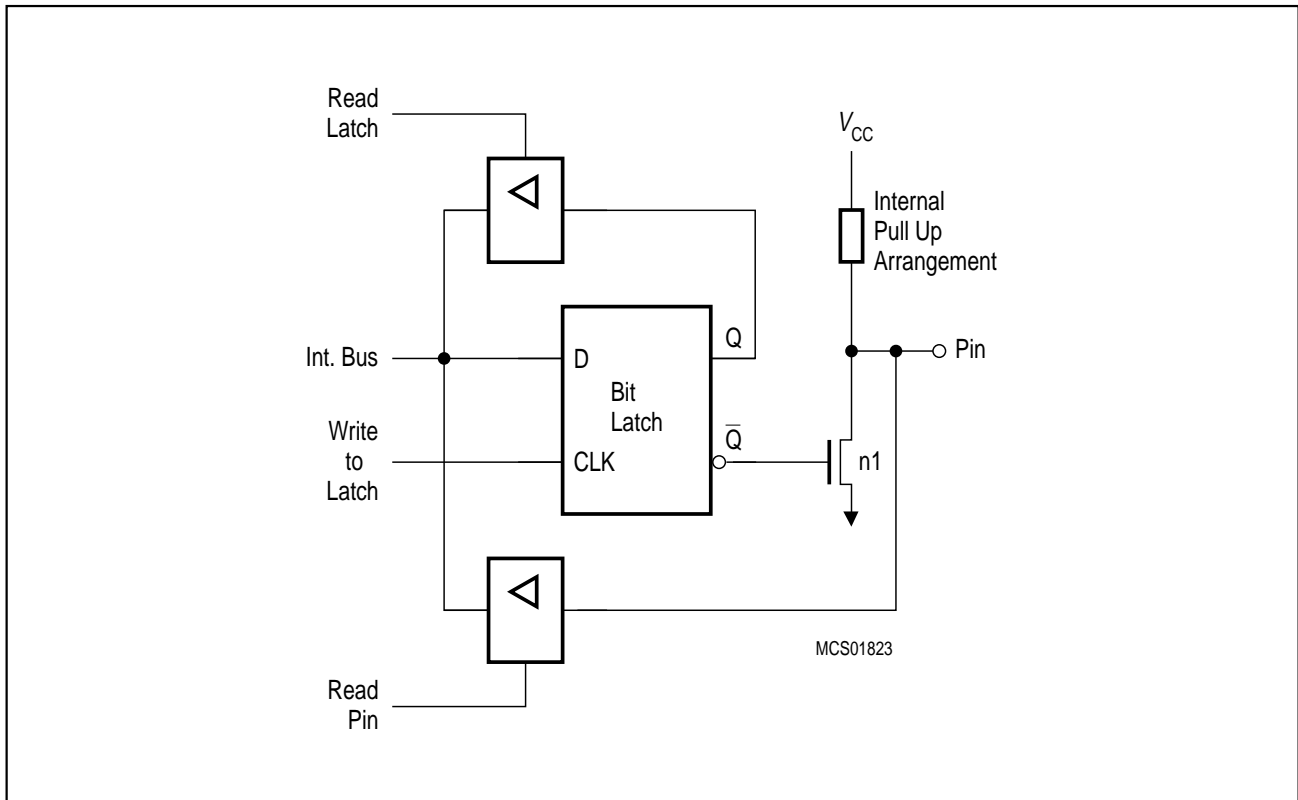 Read
Latch
V_CC
Internal
Pull Up
Arrangement
Int. Bus
D
Q
Pin
Bit
Latch
Write
to
Latch
CLK
Q̅
n1
MCS01823
Read
Pin